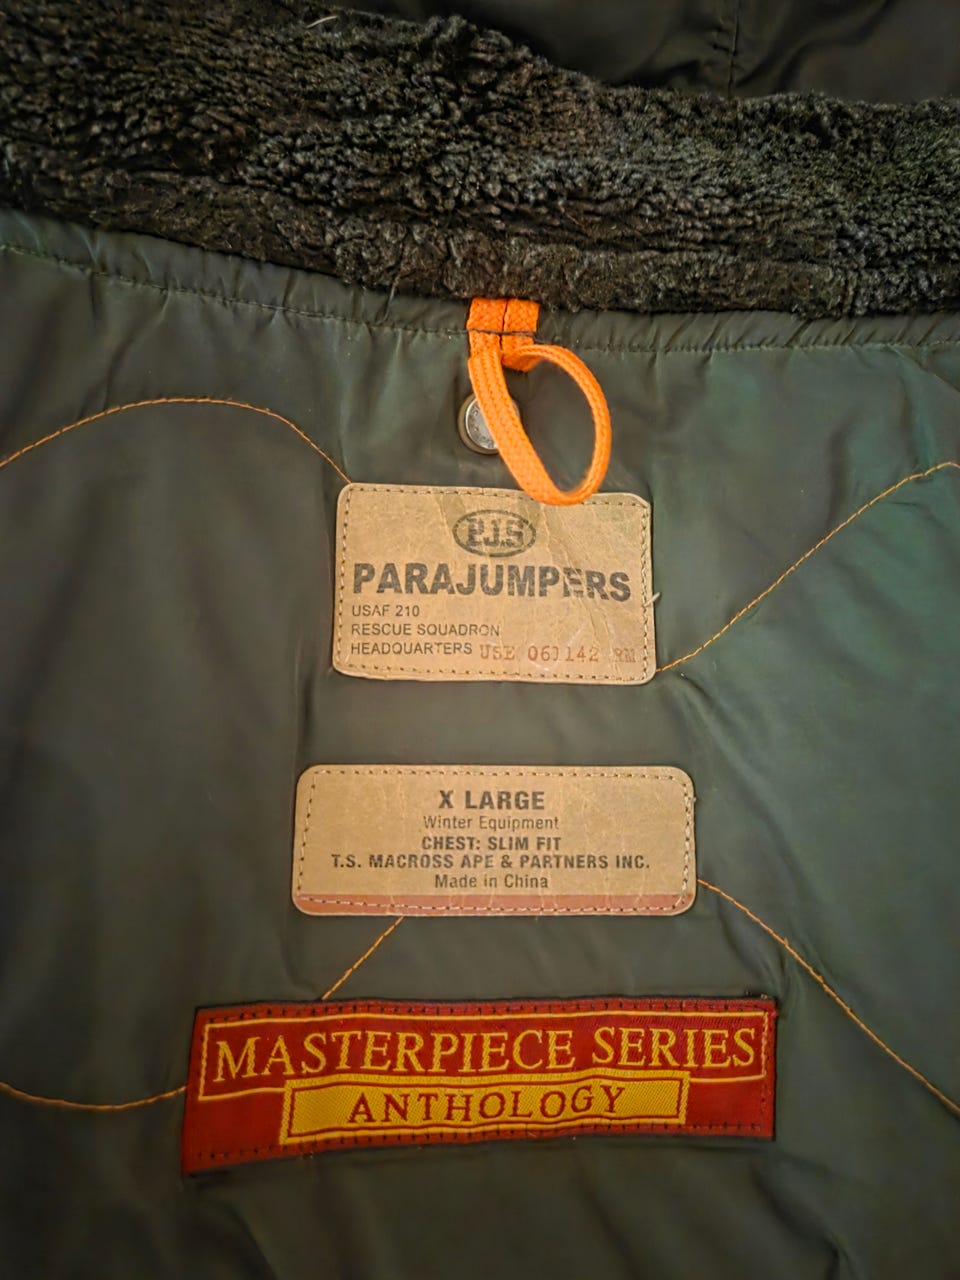 P.J.S
PARAJUMPERS
USAF 210
RESCUE SQUADRON
HEADQUARTERS USE 061142 RM
X LARGE
Winter Equipment
CHEST: SLIM FIT
T.S. MACROSS APE & PARTNERS INC.
Made in China
MASTERPIECE SERIES
ANTHOLOGY